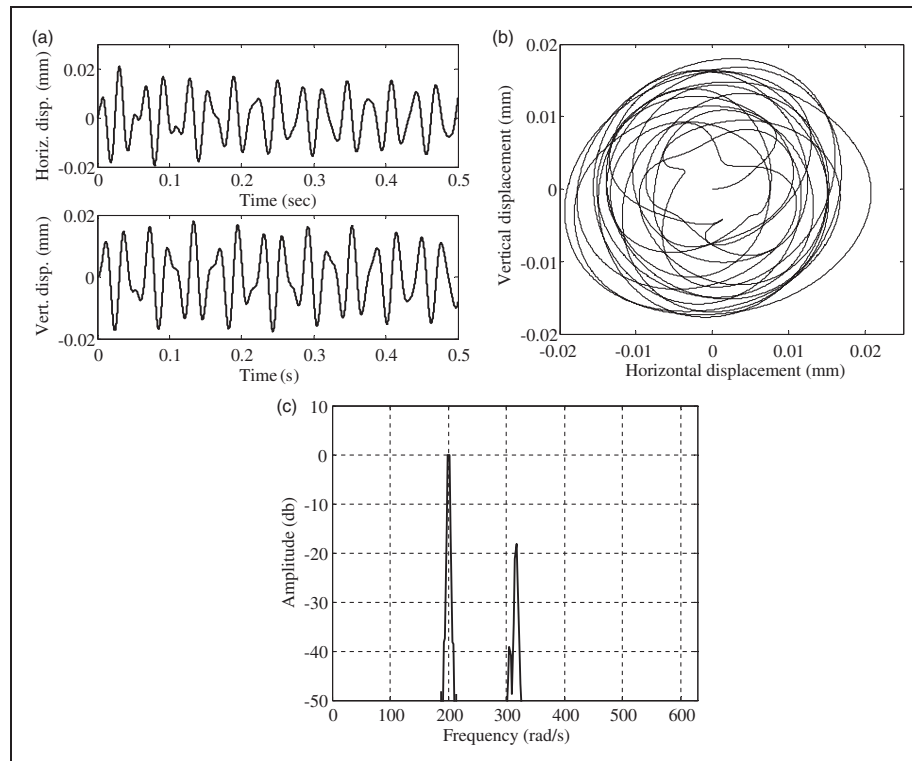 (a)
Horiz. disp. (mm)
0.02
0
-0.02
0 0.1 0.2 0.3 0.4 0.5
Time (sec)
Vert. disp. (mm)
0.02
0
-0.02
0 0.1 0.2 0.3 0.4 0.5
Time (s)
(b)
Vertical displacement (mm)
0.02
0.01
0
-0.01
-0.02
-0.02 -0.01 0 0.01 0.02
Horizontal displacement (mm)
(c)
Amplitude (db)
10
0
-10
-20
-30
-40
-50
0 100 200 300 400 500 600
Frequency (rad/s)